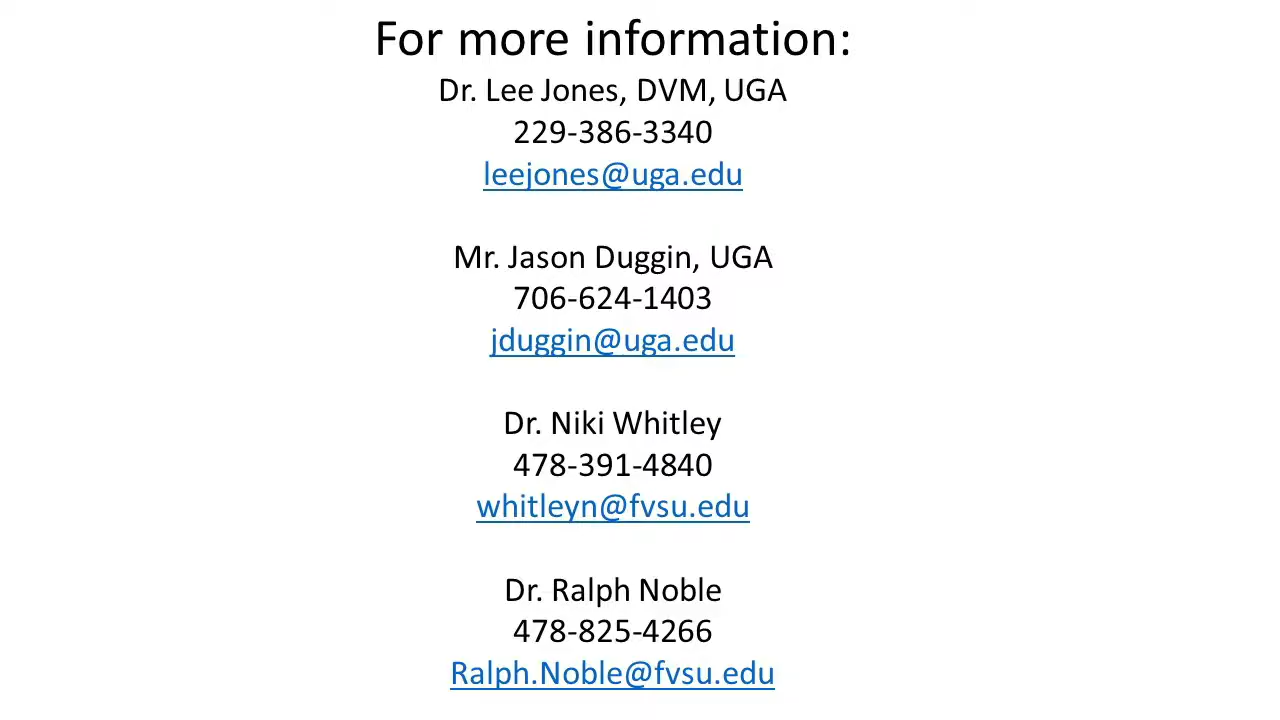 For more information:
Dr. Lee Jones, DVM, UGA
229-386-3340
leejones@uga.edu
Mr. Jason Duggin, UGA
706-624-1403
jduggin@uga.edu
Dr. Niki Whitley
478-391-4840
whitleyn@fvsu.edu
Dr. Ralph Noble
478-825-4266
Ralph.Noble@fvsu.edu